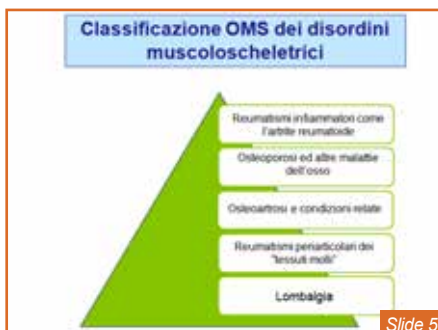 Classificazione OMS dei disordini
muscoloscheletrici
Reumatismi infiammatori come
l'artrite reumatoide
Osteoporosi ed altre malattie
dell'osso
Osteoartrosi e condizioni relate
Reumatismi periarticolari dei
"tessuti molli"
Lombalgia
Slide 5